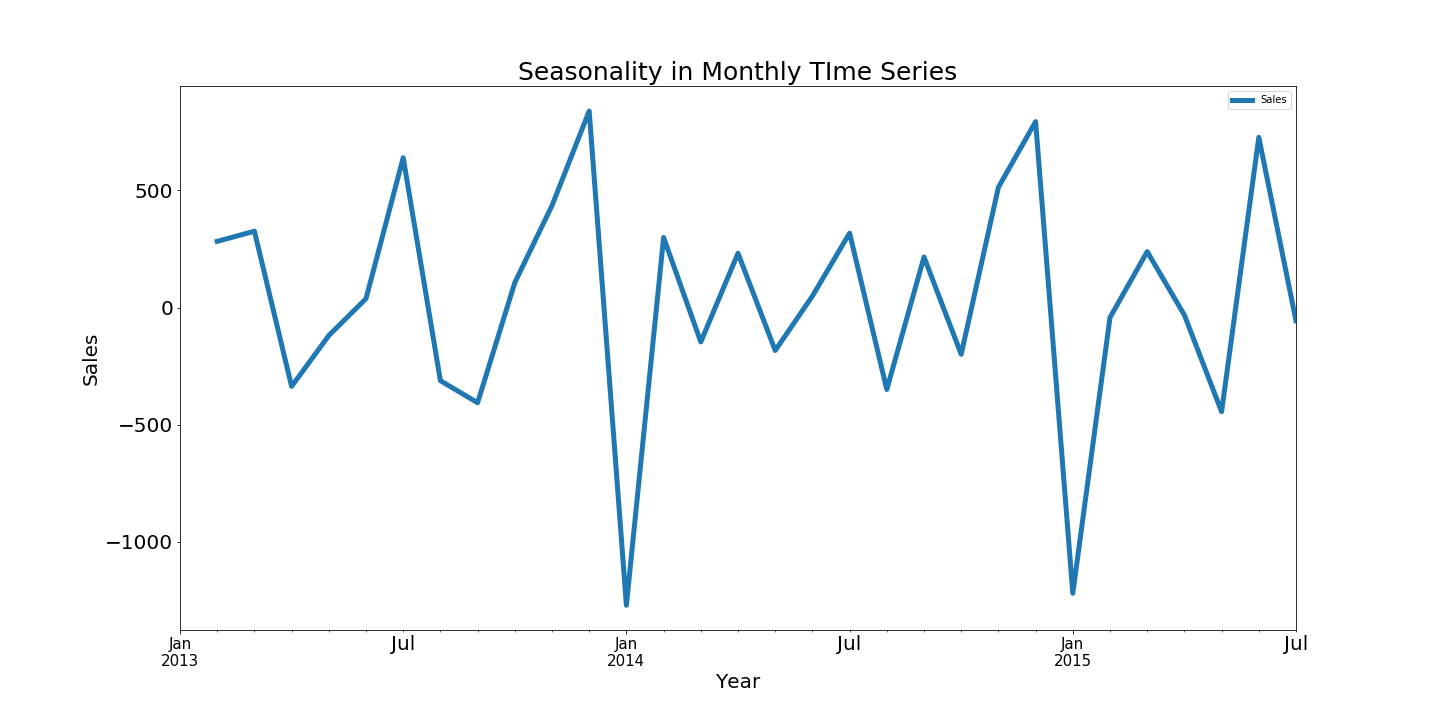 Seasonality in Monthly TIme Series
Sales
500
0
−500
−1000
Sales
Jan Jul Jan Jul Jan Jul
2013 2014 2015
Year